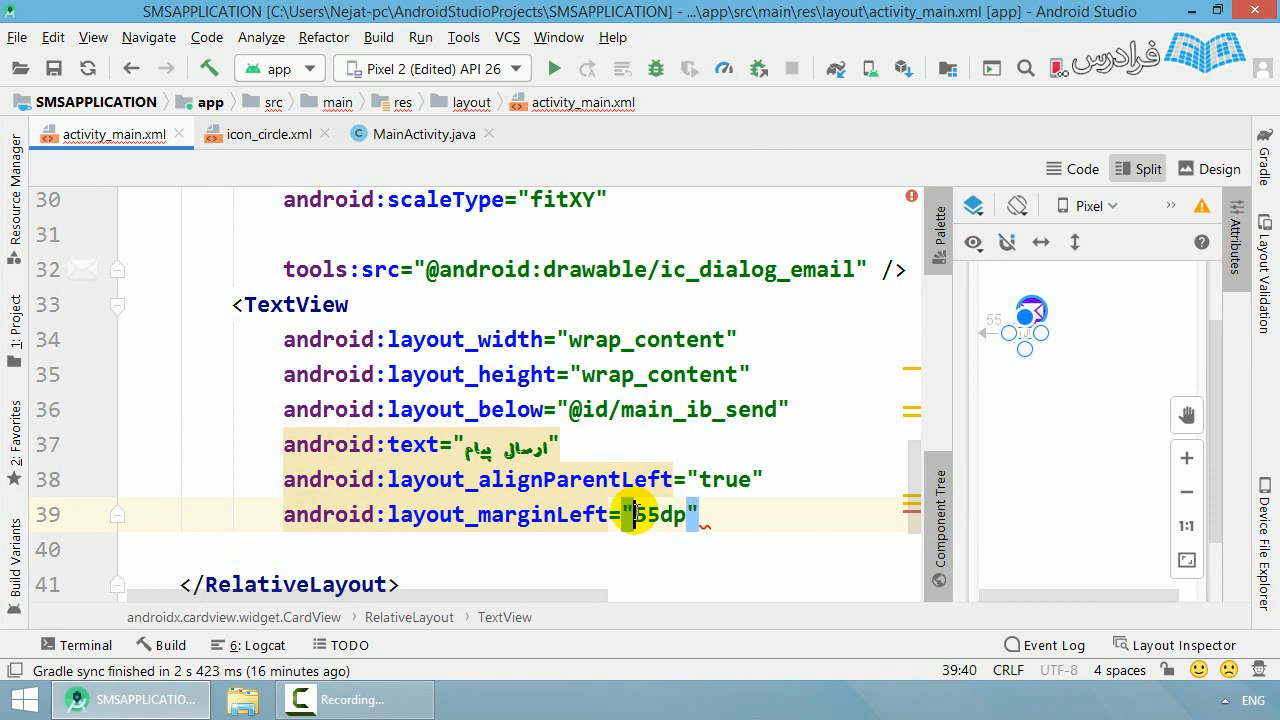 SMSAPPLICATION [C:\Users\Nejat-pc\AndroidStudioProjects\SMSAPPLICATION] - ...\app\src\main\res\layout\activity_main.xml [app] - Android Studio
File Edit View Navigate Code Analyze Refactor Build Run Tools VCS Window Help
app Pixel 2 (Edited) API 26 فرادرس
SMSAPPLICATION app src main res layout activity_main.xml
activity_main.xml icon_circle.xml MainActivity.java
Code Split Design
Resource Manager
1: Project
2: Favorites
Build Variants
30 android:scaleType="fitXY"
31
32 tools:src="@android:drawable/ic_dialog_email" />
33 <TextView
34 android:layout_width="wrap_content"
35 android:layout_height="wrap_content"
36 android:layout_below="@id/main_ib_send"
37 android:text="ارسال پیام"
38 android:layout_alignParentLeft="true"
39 android:layout_marginLeft="55dp"
40
41 </RelativeLayout>
Palette
Component Tree
Pixel
55
1:1
Attributes
Gradle
Layout Validation
Device File Explorer
androidx.cardview.widget.CardView RelativeLayout TextView
Terminal Build 6: Logcat TODO Event Log Layout Inspector
Gradle sync finished in 2 s 423 ms (16 minutes ago) 39:40 CRLF UTF-8 4 spaces
SMSAPPLICATIO... Recording... ENG